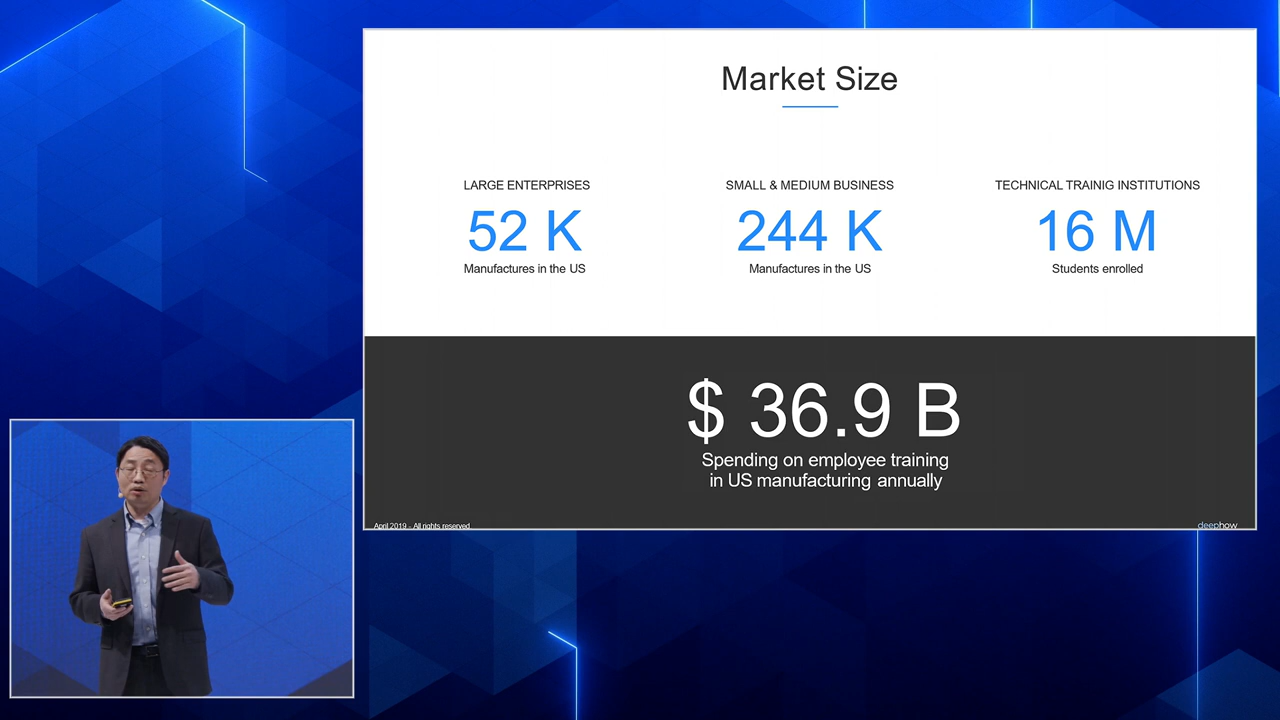 Market Size
LARGE ENTERPRISES
52 K
Manufactures in the US
SMALL & MEDIUM BUSINESS
244 K
Manufactures in the US
TECHNICAL TRAINIG INSTITUTIONS
16 M
Students enrolled
$ 36.9 B
Spending on employee training
in US manufacturing annually
April 2019 - All rights reserved
deephow